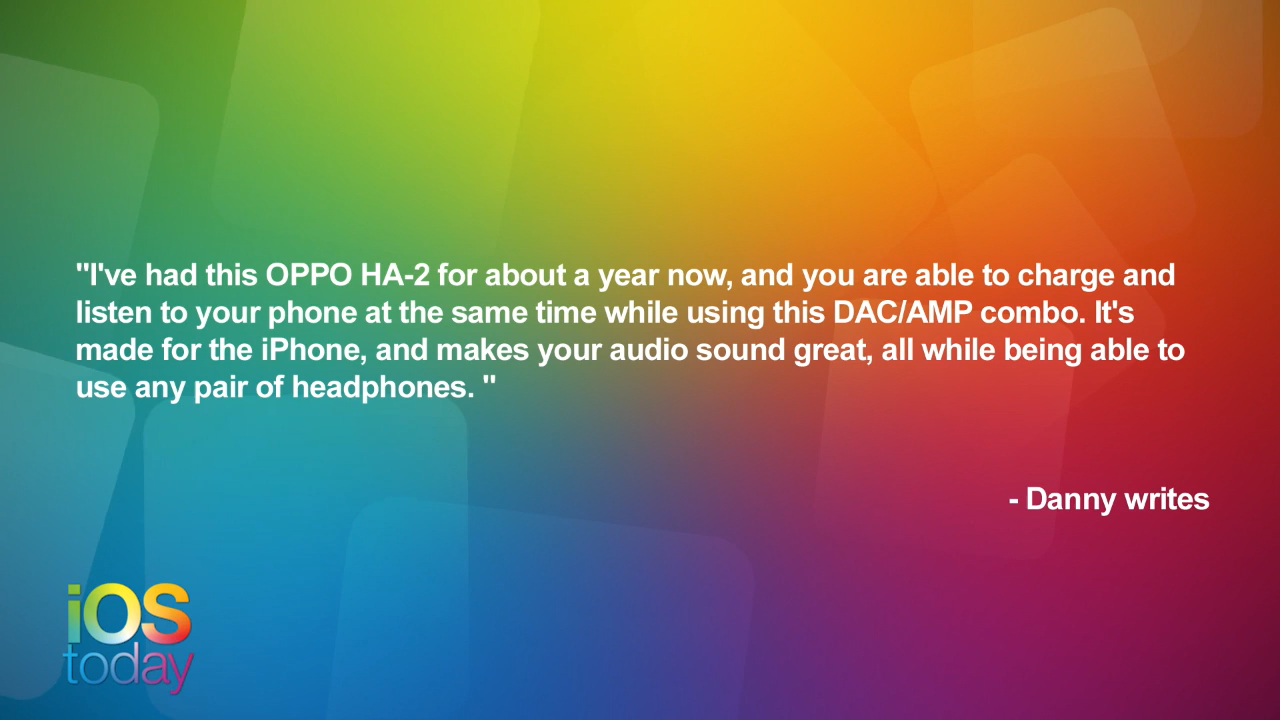 "I've had this OPPO HA-2 for about a year now, and you are able to charge and
listen to your phone at the same time while using this DAC/AMP combo. It's
made for the iPhone, and makes your audio sound great, all while being able to
use any pair of headphones. "
- Danny writes
iOS
today